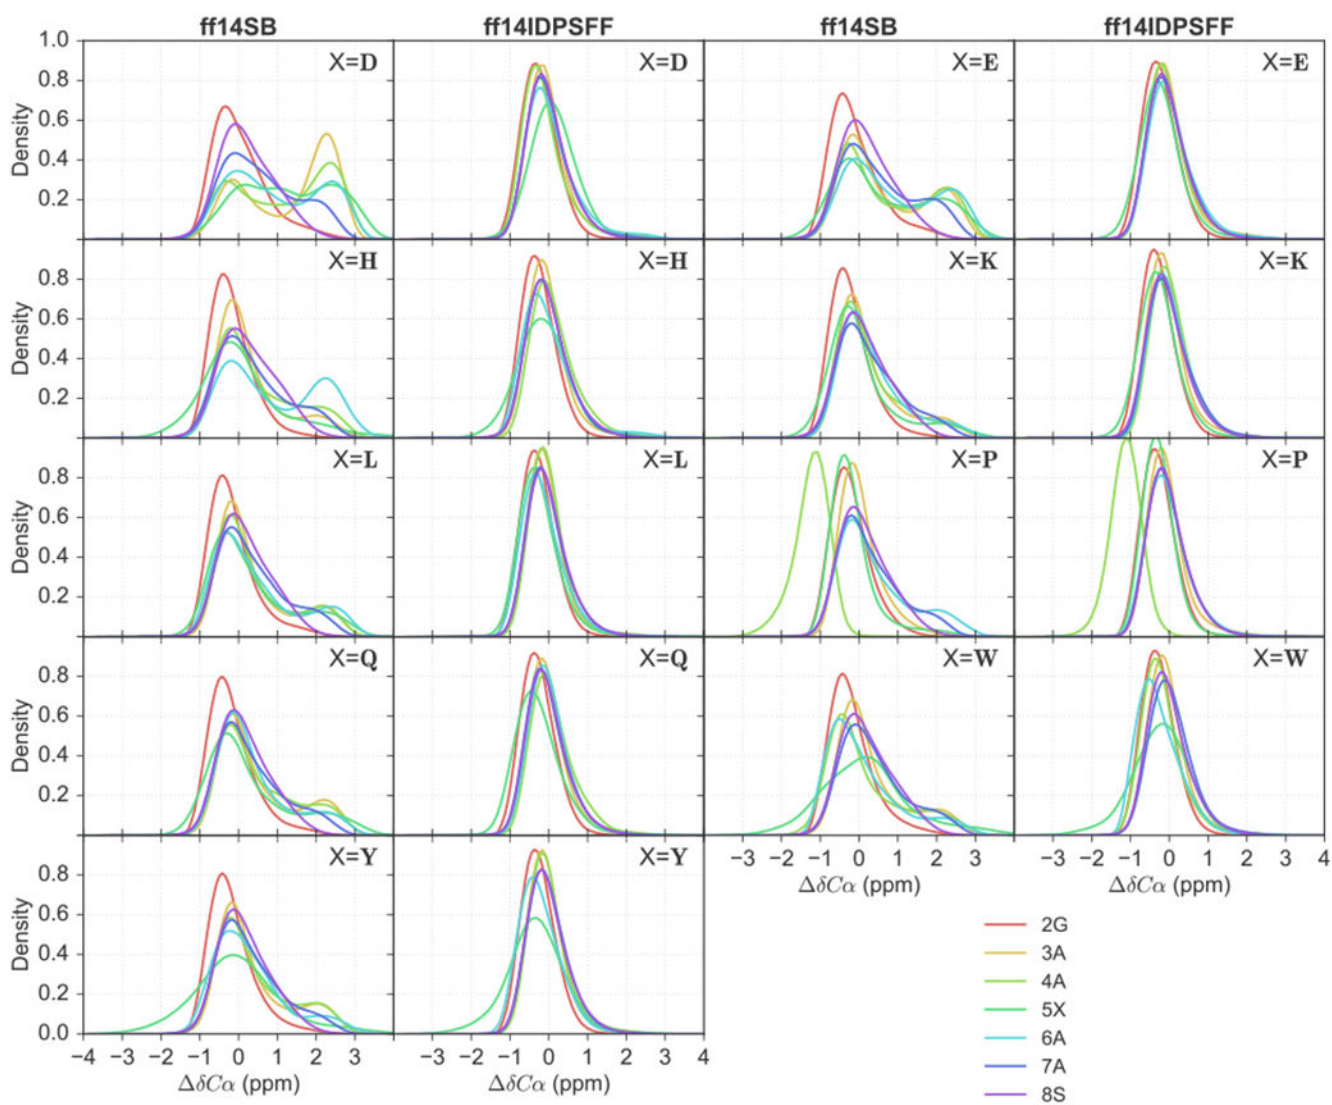 ff14SB ff14IDPSFF ff14SB ff14IDPSFF
1.0
X=D X=D X=E X=E
0.8
0.6
Density
0.4
0.2
X=H X=H X=K X=K
0.8
0.6
Density
0.4
0.2
X=L X=L X=P X=P
0.8
0.6
Density
0.4
0.2
X=Q X=Q X=W X=W
0.8
0.6
Density
0.4
0.2
−3 −2 −1 0 1 2 3 −3 −2 −1 0 1 2 3 4
ΔδCα (ppm) ΔδCα (ppm)
X=Y X=Y
0.8
0.6
Density
0.4
0.2
0.0
−4 −3 −2 −1 0 1 2 3 −3 −2 −1 0 1 2 3 4
ΔδCα (ppm) ΔδCα (ppm)
2G
3A
4A
5X
6A
7A
8S